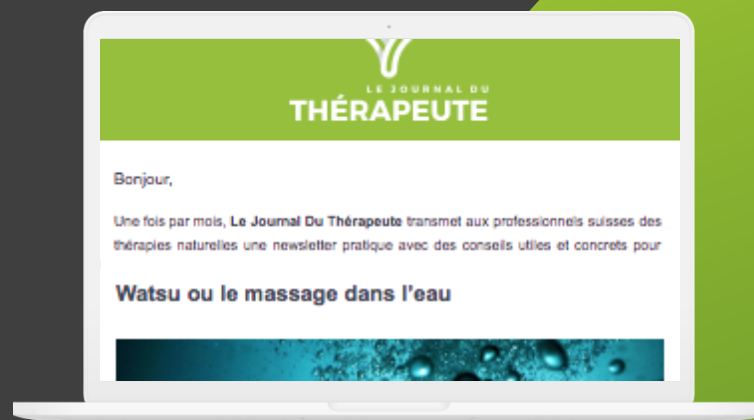 LE JOURNAL DU
THÉRAPEUTE
Bonjour,
Une fois par mois, Le Journal Du Thérapeute transmet aux professionnels suisses des
thérapies naturelles une newsletter pratique avec des conseils utiles et concrets pour
Watsu ou le massage dans l'eau